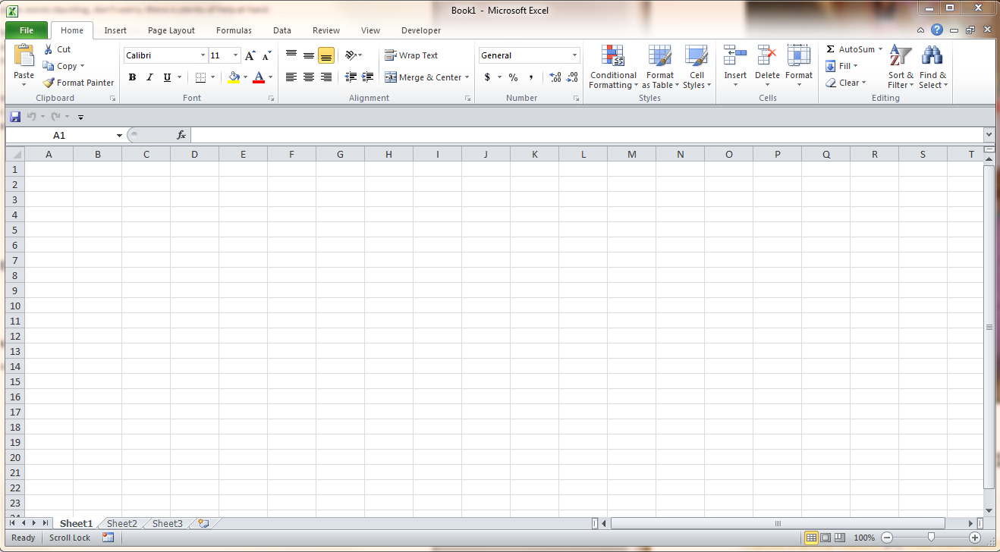 Book1 - Microsoft Excel
File Home Insert Page Layout Formulas Data Review View Developer
Paste Cut Copy Format Painter Clipboard
Calibri 11 B I U A A A Font
Wrap Text Merge & Center Alignment
General $ % , .0 .00 .00 .0 Number
Conditional Formatting Format as Table Cell Styles Styles
Insert Delete Format Cells
Σ AutoSum Fill Clear Sort & Filter Find & Select Editing
A1 fx
A B C D E F G H I J K L M N O P Q R S T
1
2
3
4
5
6
7
8
9
10
11
12
13
14
15
16
17
18
19
20
21
22
23
24
Sheet1 Sheet2 Sheet3
Ready Scroll Lock 100%